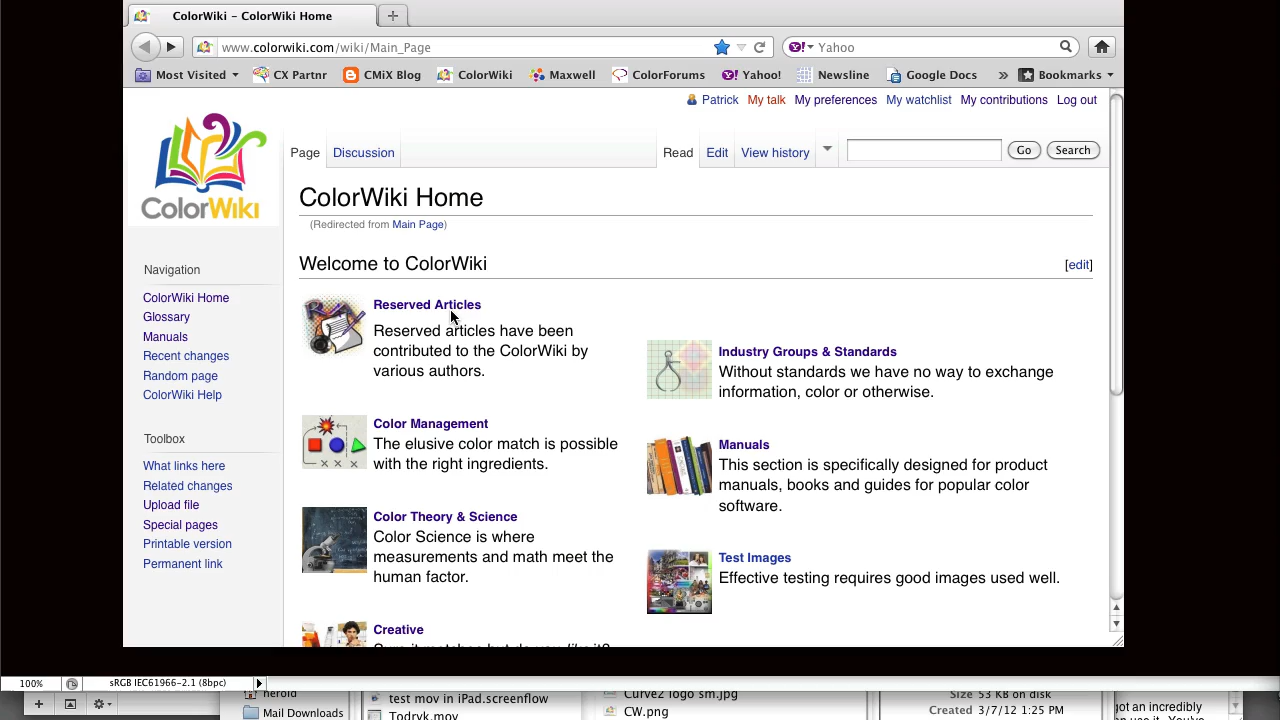 ColorWiki – ColorWiki Home
www.colorwiki.com/wiki/Main_Page
Yahoo
Most Visited
CX Partnr
CMiX Blog
ColorWiki
Maxwell
ColorForums
Yahoo!
Newsline
Google Docs
»
Bookmarks
Patrick My talk My preferences My watchlist My contributions Log out
ColorWiki
Page Discussion Read Edit View history Go Search
ColorWiki Home
(Redirected from Main Page)
Welcome to ColorWiki [edit]
Navigation
ColorWiki Home
Glossary
Manuals
Recent changes
Random page
ColorWiki Help
Toolbox
What links here
Related changes
Upload file
Special pages
Printable version
Permanent link
Reserved Articles
Reserved articles have been
contributed to the ColorWiki by
various authors.
Color Management
The elusive color match is possible
with the right ingredients.
Color Theory & Science
Color Science is where
measurements and math meet the
human factor.
Creative
Industry Groups & Standards
Without standards we have no way to exchange
information, color or otherwise.
Manuals
This section is specifically designed for product
manuals, books and guides for popular color
software.
Test Images
Effective testing requires good images used well.
100% sRGB IEC61966-2.1 (8bpc)
herold
Mail Downloads
test mov in iPad.screenflow
Todryk.mov
Curve2 logo sm.jpg
CW.png
Size 53 KB on disk
Created 3/7/12 1:25 PM
got an incredibly